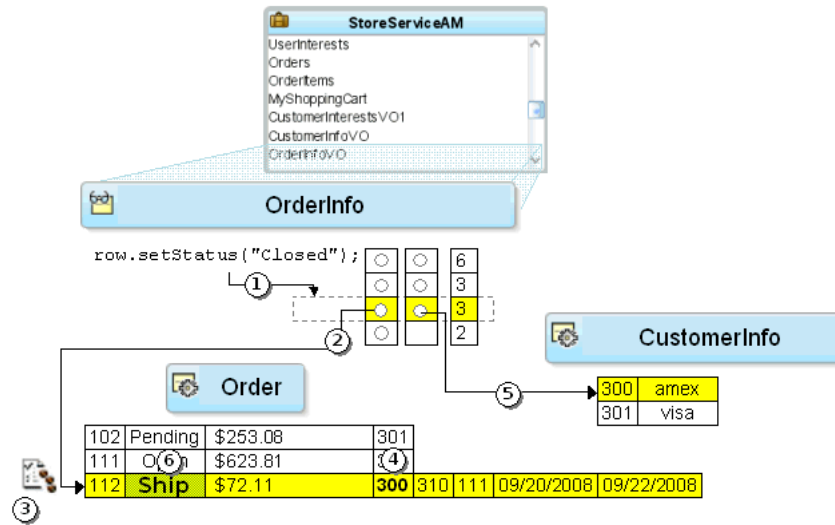 StoreServiceAM
UserInterests
Orders
OrderItems
MyShoppingCart
CustomerInterestsVO1
CustomerInfoVO
OrderInfoVO
OrderInfo
row.setStatus("Closed");
6
1
3
3
2
2
CustomerInfo
Order
5
300 amex
301 visa
102 Pending $253.08 301
111 $623.81
6
4
112 Ship $72.11 300 310 111 09/20/2008 09/22/2008
3